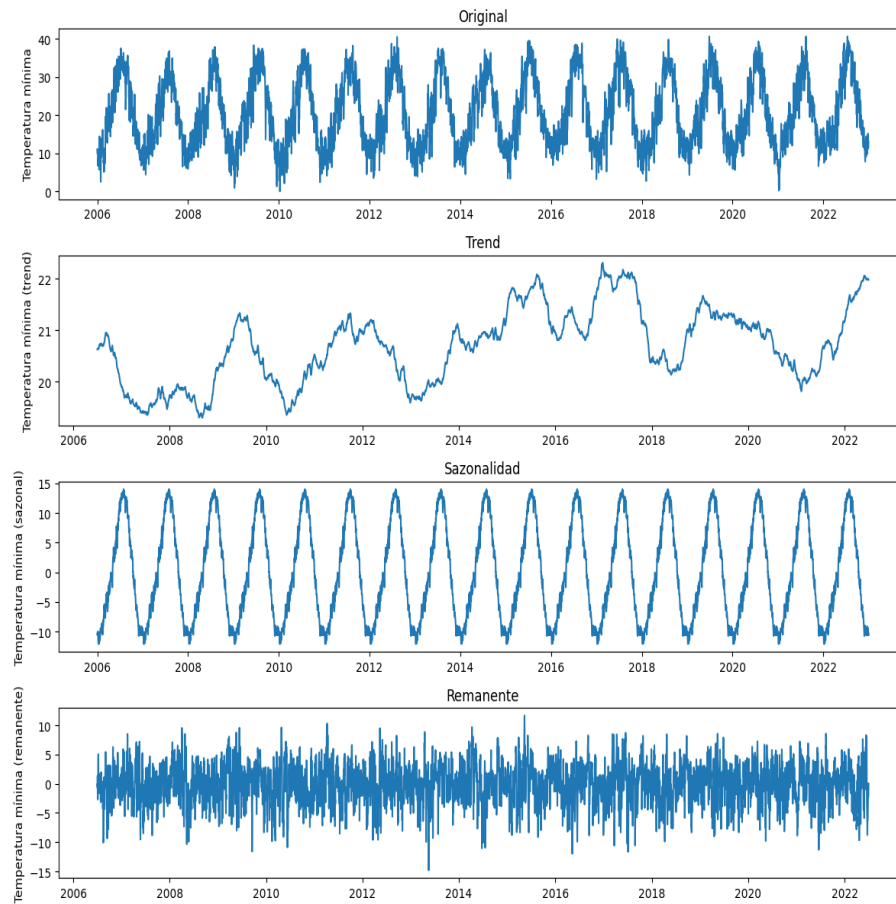 Original
Temperatura mínima
40
30
20
10
0
2006 2008 2010 2012 2014 2016 2018 2020 2022
Trend
Temperatura mínima (trend)
22
21
20
2006 2008 2010 2012 2014 2016 2018 2020 2022
Sazonalidad
Temperatura mínima (sazonal)
15
10
5
0
−5
−10
2006 2008 2010 2012 2014 2016 2018 2020 2022
Remanente
Temperatura mínima (remanente)
10
5
0
−5
−10
−15
2006 2008 2010 2012 2014 2016 2018 2020 2022